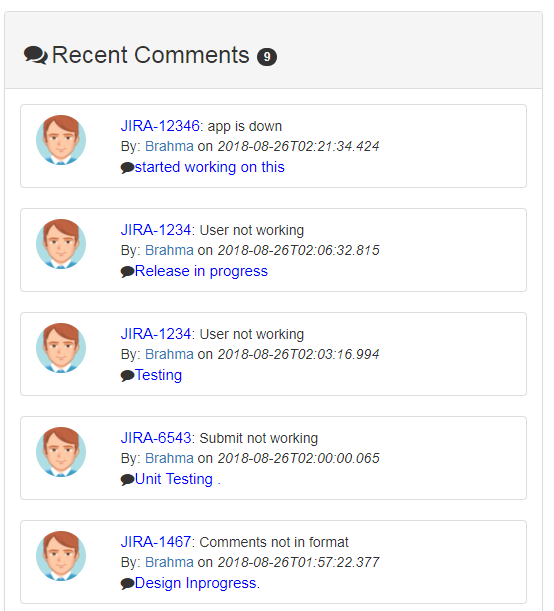 Recent Comments 9
JIRA-12346: app is down
By: Brahma on 2018-08-26T02:21:34.424
started working on this
JIRA-1234: User not working
By: Brahma on 2018-08-26T02:06:32.815
Release in progress
JIRA-1234: User not working
By: Brahma on 2018-08-26T02:03:16.994
Testing
JIRA-6543: Submit not working
By: Brahma on 2018-08-26T02:00:00.065
Unit Testing .
JIRA-1467: Comments not in format
By: Brahma on 2018-08-26T01:57:22.377
Design Inprogress.